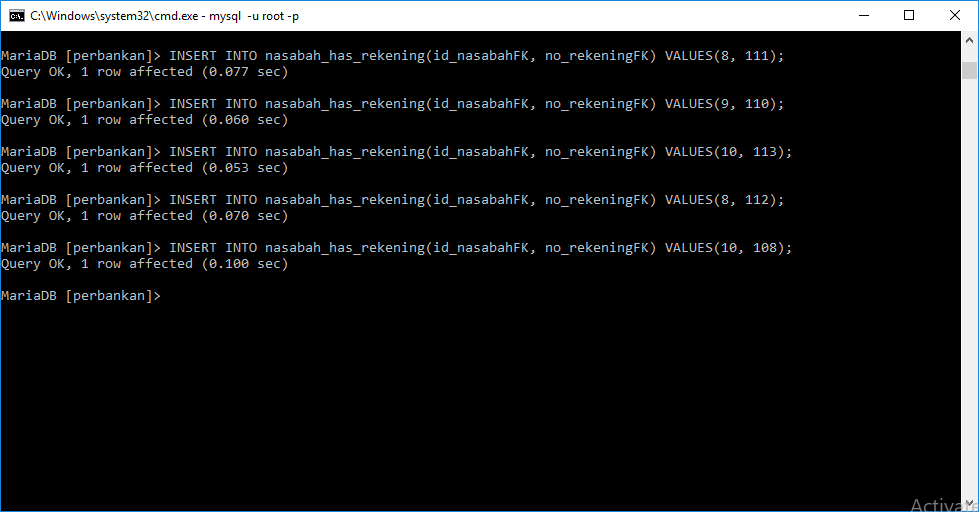 C:\Windows\system32\cmd.exe - mysql  -u root -p
MariaDB [perbankan]> INSERT INTO nasabah_has_rekening(id_nasabahFK, no_rekeningFK) VALUES(8, 111);
Query OK, 1 row affected (0.077 sec)
MariaDB [perbankan]> INSERT INTO nasabah_has_rekening(id_nasabahFK, no_rekeningFK) VALUES(9, 110);
Query OK, 1 row affected (0.060 sec)
MariaDB [perbankan]> INSERT INTO nasabah_has_rekening(id_nasabahFK, no_rekeningFK) VALUES(10, 113);
Query OK, 1 row affected (0.053 sec)
MariaDB [perbankan]> INSERT INTO nasabah_has_rekening(id_nasabahFK, no_rekeningFK) VALUES(8, 112);
Query OK, 1 row affected (0.070 sec)
MariaDB [perbankan]> INSERT INTO nasabah_has_rekening(id_nasabahFK, no_rekeningFK) VALUES(10, 108);
Query OK, 1 row affected (0.100 sec)
MariaDB [perbankan]>